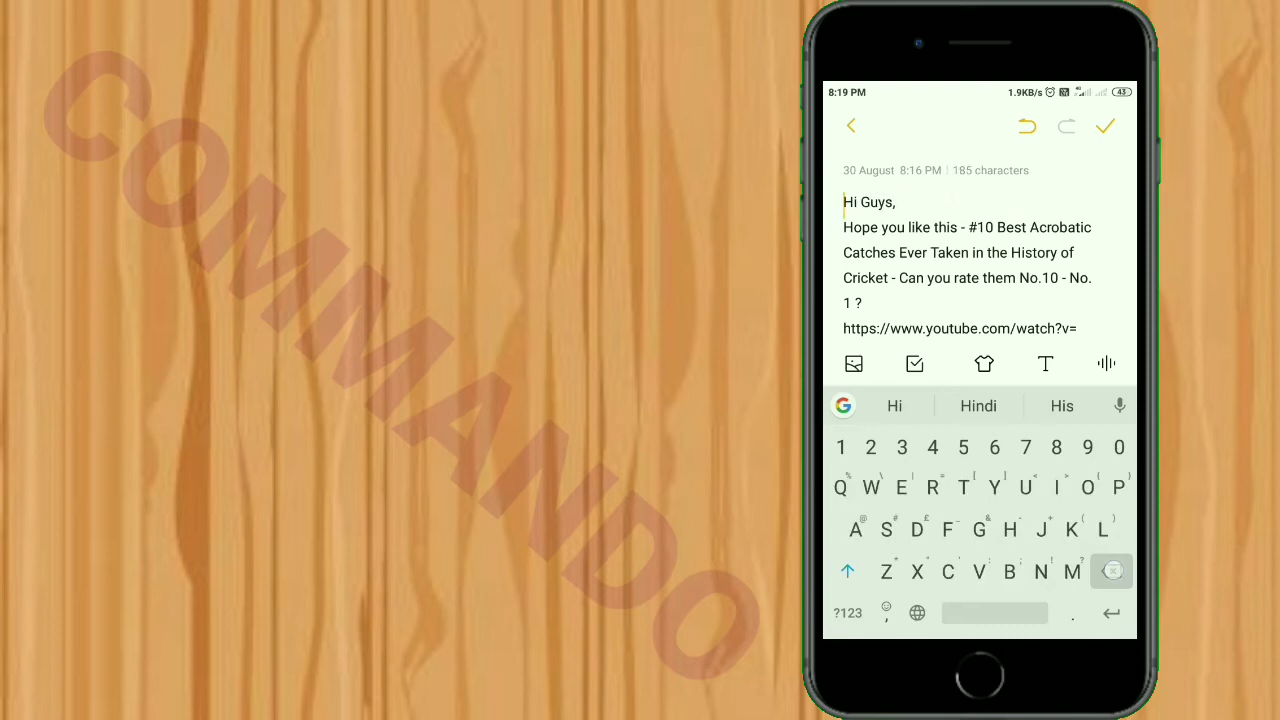 COMMANDO
8:19 PM 1.9KB/s 4G 43
30 August 8:16 PM | 185 characters
Hi Guys,
Hope you like this - #10 Best Acrobatic
Catches Ever Taken in the History of
Cricket - Can you rate them No.10 - No.
1 ?
https://www.youtube.com/watch?v=
T
G Hi Hindi His
1 2 3 4 5 6 7 8 9 0
% \ | = [ ] < > { }
Q W E R T Y U I O P
@ # £ _ & - + ( )
A S D F G H J K L
* " ' : ; ! ?
Z X C V B N M
?123 , .